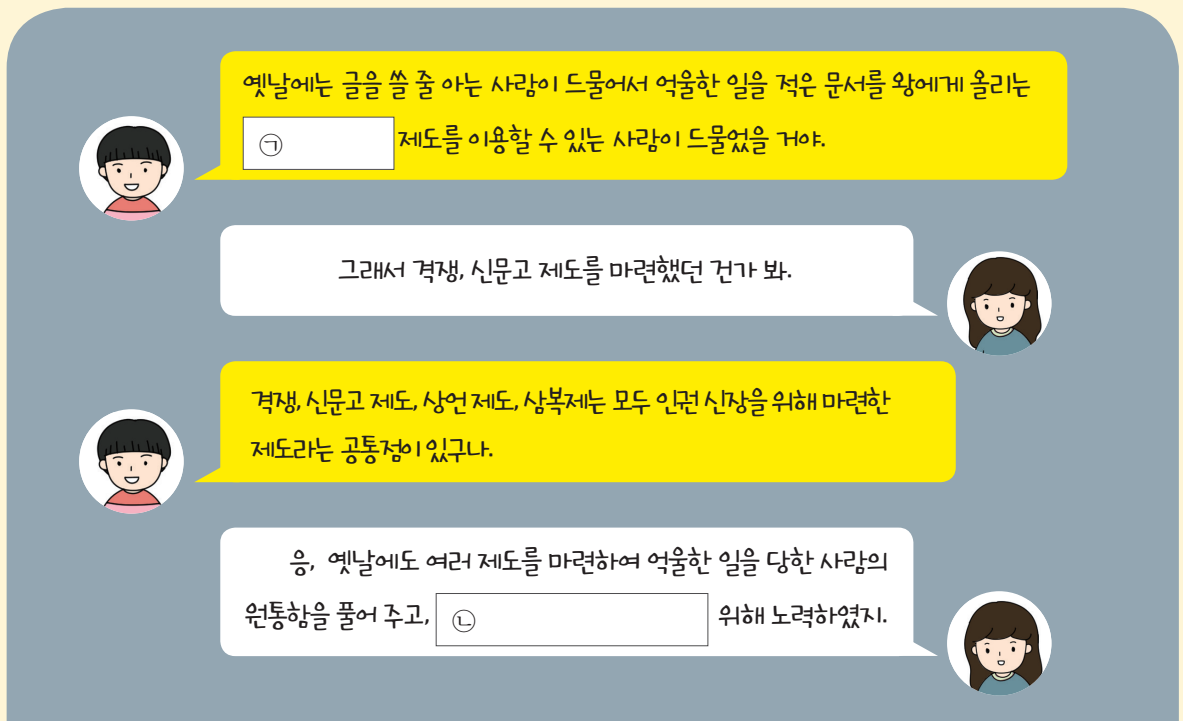 옛날에는 글을 쓸 줄 아는 사람이 드물어서 억울한 일을 적은 문서를 왕에게 올리는
㉠ 제도를 이용할 수 있는 사람이 드물었을 거야.
그래서 격쟁, 신문고 제도를 마련했던 건가 봐.
격쟁, 신문고 제도, 상언 제도, 삼복제는 모두 인권 신장을 위해 마련한
제도라는 공통점이 있구나.
응, 옛날에도 여러 제도를 마련하여 억울한 일을 당한 사람의
원통함을 풀어 주고, ㉡ 위해 노력하였지.